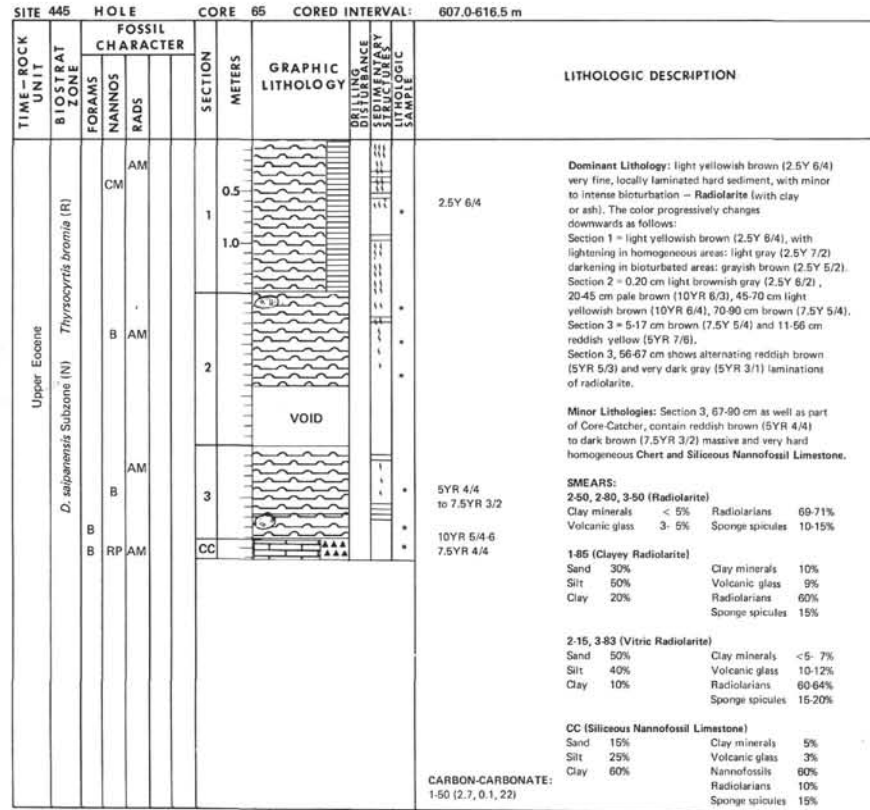 SITE 445 HOLE CORE 65 CORED INTERVAL: 607.0-616.5 m
TIME-ROCK UNIT
BIOSTRAT ZONE
FOSSIL CHARACTER
FORAMS
NANNOS
RADS
SECTION
METERS
GRAPHIC LITHOLOGY
DRILLING DISTURBANCE
SEDIMENTARY STRUCTURES
LITHOLOGIC SAMPLE
LITHOLOGIC DESCRIPTION
Upper Eocene
D. saipanensis Subzone (N) Thyrsocyrtis bromia (R)
AM
CM
B AM
AM
B
B
B RP AM
1
0.5
1.0
2
VOID
3
CC
*
*
*
*
*
*
*
2.5Y 6/4
5YR 4/4
to 7.5YR 3/2
10YR 5/4-6
7.5YR 4/4
CARBON-CARBONATE:
1-50 (2.7, 0.1, 22)
Dominant Lithology: light yellowish brown (2.5Y 6/4)
very fine, locally laminated hard sediment, with minor
to intense bioturbation – Radiolarite (with clay
or ash). The color progressively changes
downwards as follows:
Section 1 = light yellowish brown (2.5Y 6/4), with
lightening in homogeneous areas: light gray (2.5Y 7/2)
darkening in bioturbated areas: grayish brown (2.5Y 5/2).
Section 2 = 0.20 cm light brownish gray (2.5Y 6/2) ,
20-45 cm pale brown (10YR 6/3), 45-70 cm light
yellowish brown (10YR 6/4), 70-90 cm brown (7.5Y 5/4).
Section 3 = 5-17 cm brown (7.5Y 5/4) and 11-56 cm
reddish yellow (5YR 7/6).
Section 3, 56-67 cm shows alternating reddish brown
(5YR 5/3) and very dark gray (5YR 3/1) laminations
of radiolarite.
Minor Lithologies: Section 3, 67-90 cm as well as part
of Core-Catcher, contain reddish brown (5YR 4/4)
to dark brown (7.5YR 3/2) massive and very hard
homogeneous Chert and Siliceous Nannofossil Limestone.
SMEARS:
2-50, 2-80, 3-50 (Radiolarite)
Clay minerals < 5% Radiolarians 69-71%
Volcanic glass 3- 5% Sponge spicules 10-15%
1-85 (Clayey Radiolarite)
Sand 30% Clay minerals 10%
Silt 50% Volcanic glass 9%
Clay 20% Radiolarians 60%
Sponge spicules 15%
2-15, 3-83 (Vitric Radiolarite)
Sand 50% Clay minerals <5- 7%
Silt 40% Volcanic glass 10-12%
Clay 10% Radiolarians 60-64%
Sponge spicules 15-20%
CC (Siliceous Nannofossil Limestone)
Sand 15% Clay minerals 5%
Silt 25% Volcanic glass 3%
Clay 60% Nannofossils 60%
Radiolarians 10%
Sponge spicules 15%